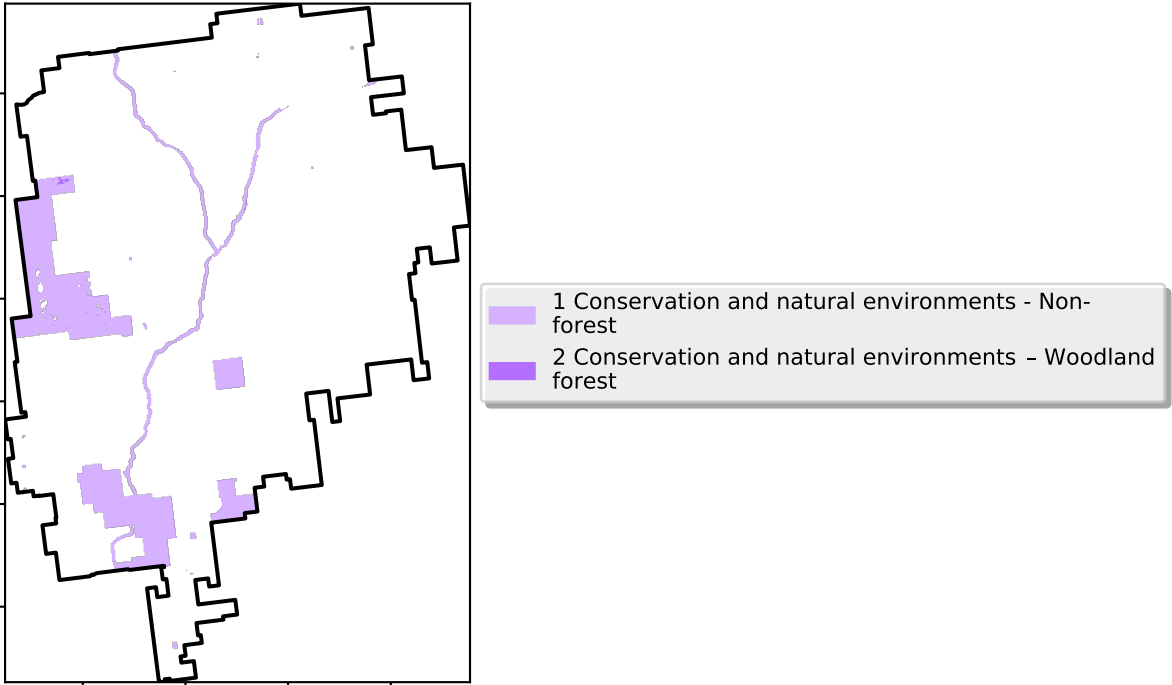 1 Conservation and natural environments - Non-
forest
2 Conservation and natural environments – Woodland
forest